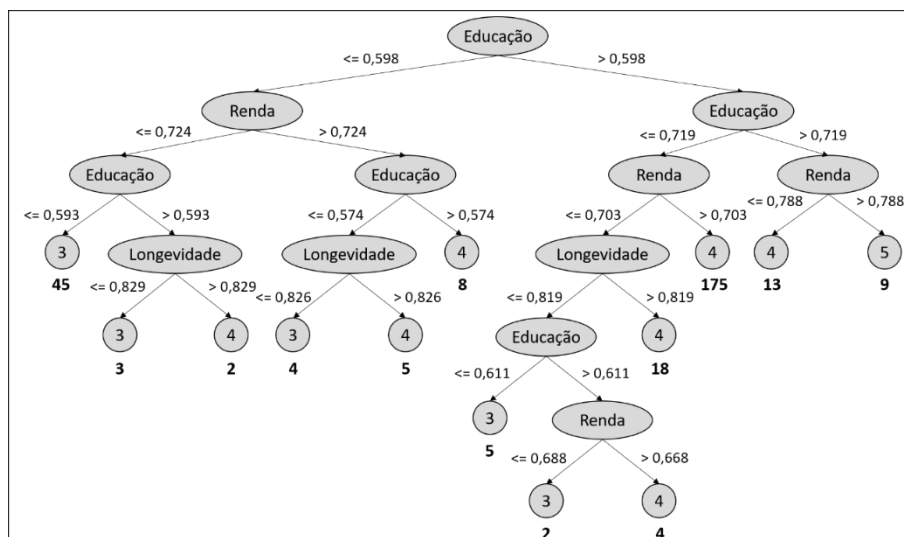 Educação
<= 0,598 > 0,598
Renda Educação
<= 0,724 > 0,724 <= 0,719 > 0,719
Educação Educação Renda Renda
<= 0,593 > 0,593 <= 0,574 > 0,574 <= 0,703 > 0,703 <= 0,788 > 0,788
3 Longevidade Longevidade 4 Longevidade 4 4 5
45 8 175 13 9
<= 0,829 > 0,829 <= 0,826 > 0,826 <= 0,819 > 0,819
3 4 3 4 Educação 4
3 2 4 5 18
<= 0,611 > 0,611
3 Renda
5
<= 0,688 > 0,668
3 4
2 4